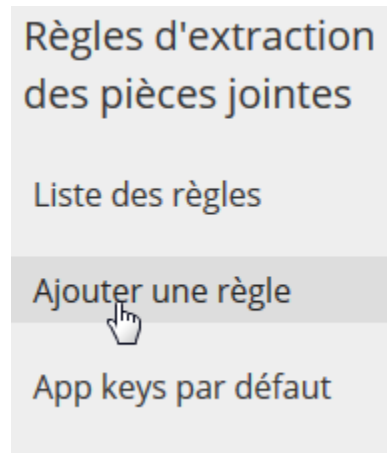 Règles d'extraction
des pièces jointes
Liste des règles
Ajouter une règle
App keys par défaut